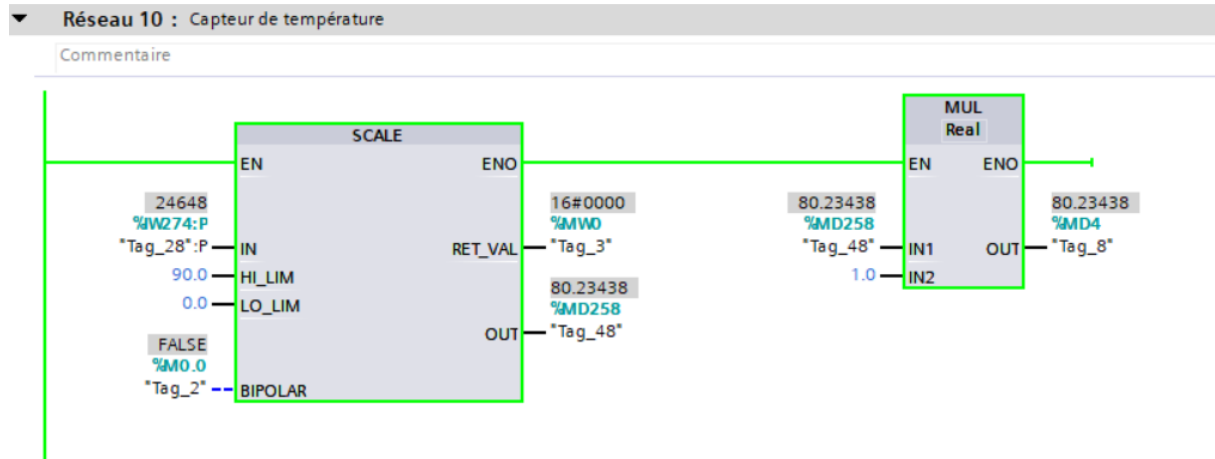 Réseau 10 : Capteur de température
Commentaire
SCALE
EN ENO
24648
%IW274:P
"Tag_28":P
IN
90.0
HI_LIM
0.0
LO_LIM
FALSE
%M0.0
"Tag_2"
BIPOLAR
16#0000
%MW0
RET_VAL
"Tag_3"
80.23438
%MD258
OUT
"Tag_48"
MUL
Real
EN ENO
80.23438
%MD258
"Tag_48"
IN1
1.0
IN2
80.23438
%MD4
OUT
"Tag_8"